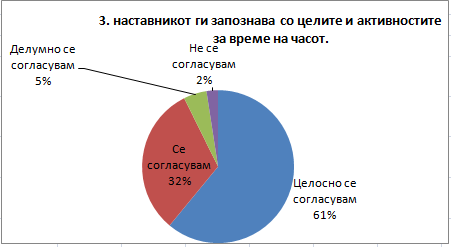 3. наставникот ги запознава со целите и активностите
за време на часот.
Делумно се
согласувам
5%
Не се
согласувам
2%
Се
согласувам
32%
Целосно се
согласувам
61%